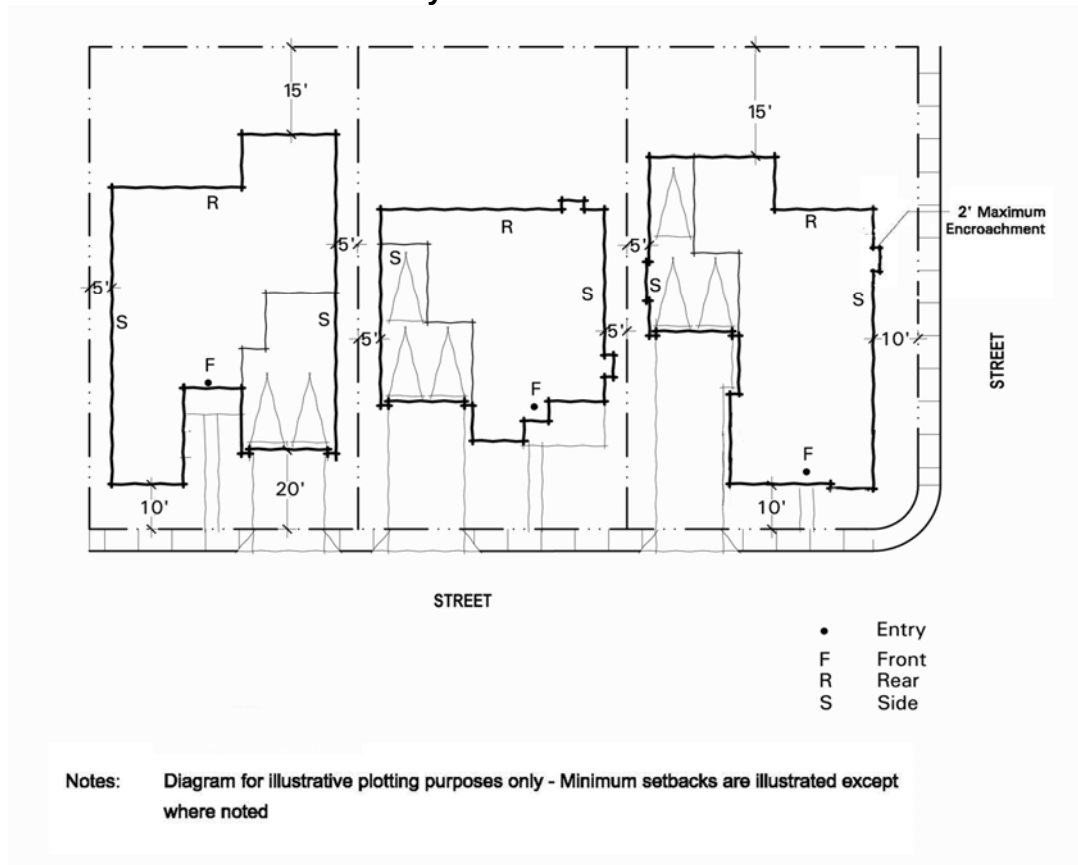 15'
15'
R
R
R
2' Maximum
Encroachment
5'
5'
S
5'
S
S
S
S
S
5'
5'
10'
STREET
F
F
F
20'
10'
10'
STREET
• Entry
F Front
R Rear
S Side
Notes: Diagram for illustrative plotting purposes only - Minimum setbacks are illustrated except
where noted